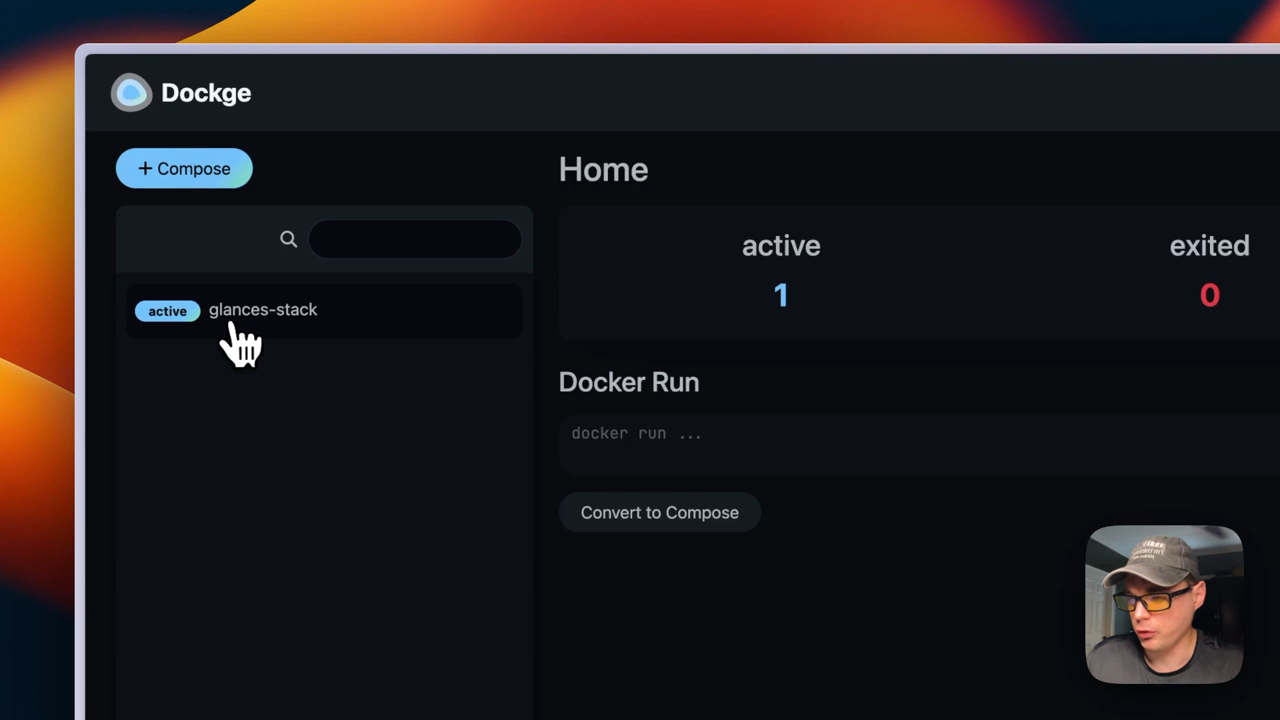 Dockge
+ Compose
Home
active
exited
1
0
active
glances-stack
Docker Run
docker run ...
Convert to Compose